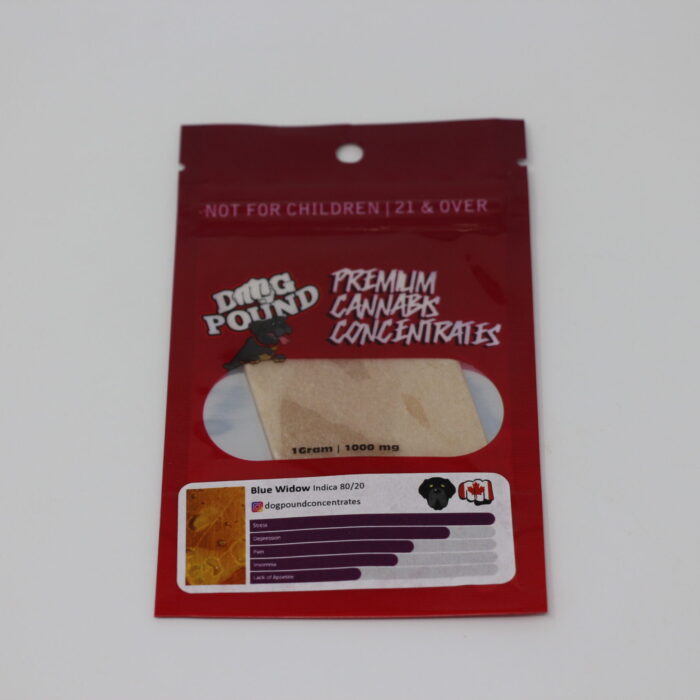 NOT FOR CHILDREN | 21 & OVER
DOG
POUND
PREMIUM
CANNABIS
CONCENTRATES
1Gram | 1000 mg
Blue Widow Indica 80/20
dogpoundconcentrates
Stress
Depression
Pain
Insomnia
Lack of Appetite